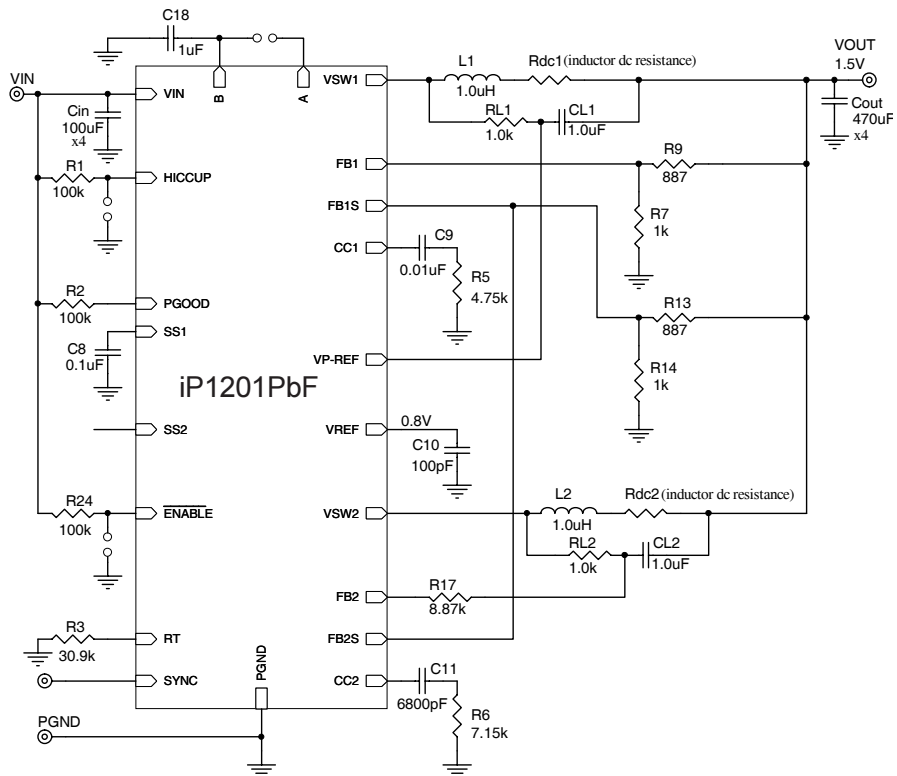 C18
1uF
VIN
VIN
B
A
Cin
100uF
x4
R1
100k
HICCUP
R2
100k
PGOOD
SS1
C8
0.1uF
iP1201PbF
SS2
R24
100k
ENABLE
R3
30.9k
RT
SYNC
PGND
PGND
VSW1
L1
1.0uH
Rdc1 (inductor dc resistance)
RL1
1.0k
CL1
1.0uF
VOUT
1.5V
Cout
470uF
x4
FB1
R9
887
R7
1k
FB1S
CC1
C9
0.01uF
R5
4.75k
R13
887
R14
1k
VP-REF
VREF
0.8V
C10
100pF
VSW2
L2
1.0uH
Rdc2 (inductor dc resistance)
RL2
1.0k
CL2
1.0uF
FB2
R17
8.87k
FB2S
CC2
C11
6800pF
R6
7.15k